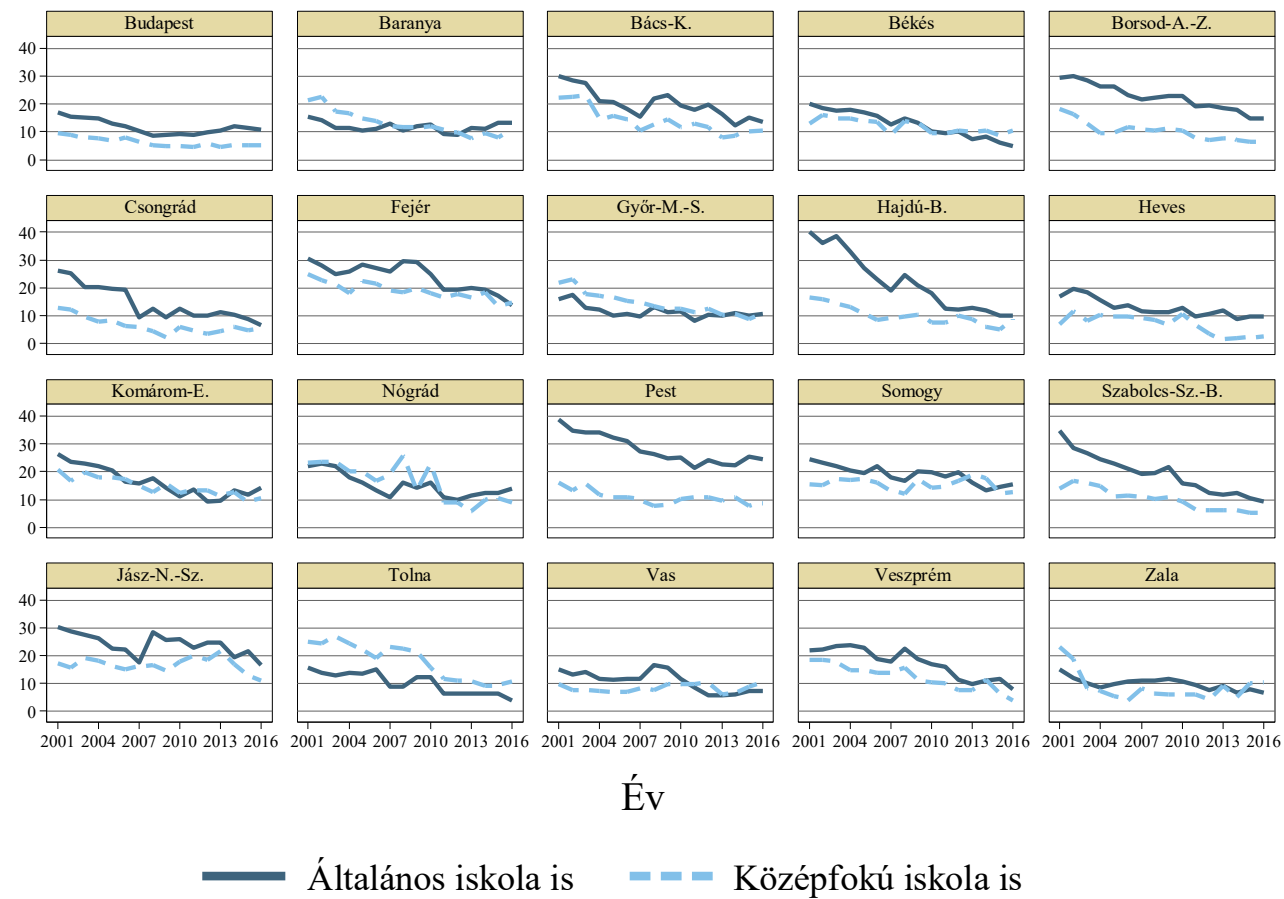 Budapest Baranya Bács-K. Békés Borsod-A.-Z.
40
30
20
10
0
Csongrád Fejér Győr-M.-S. Hajdú-B. Heves
40
30
20
10
0
Komárom-E. Nógrád Pest Somogy Szabolcs-Sz.-B.
40
30
20
10
0
Jász-N.-Sz. Tolna Vas Veszprém Zala
40
30
20
10
0
2001 2004 2007 2010 2013 2016 2001 2004 2007 2010 2013 2016 2001 2004 2007 2010 2013 2016 2001 2004 2007 2010 2013 2016 2001 2004 2007 2010 2013 2016
Év
Általános iskola is Középfokú iskola is